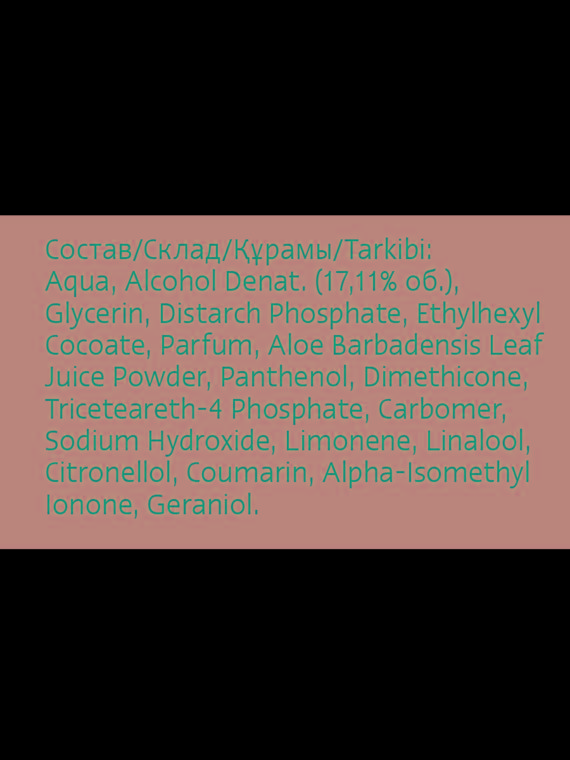 Состав/Склад/Құрамы/Tarkibi:
Aqua, Alcohol Denat. (17,11% об.),
Glycerin, Distarch Phosphate, Ethylhexyl
Cocoate, Parfum, Aloe Barbadensis Leaf
Juice Powder, Panthenol, Dimethicone,
Triceteareth-4 Phosphate, Carbomer,
Sodium Hydroxide, Limonene, Linalool,
Citronellol, Coumarin, Alpha-Isomethyl
Ionone, Geraniol.